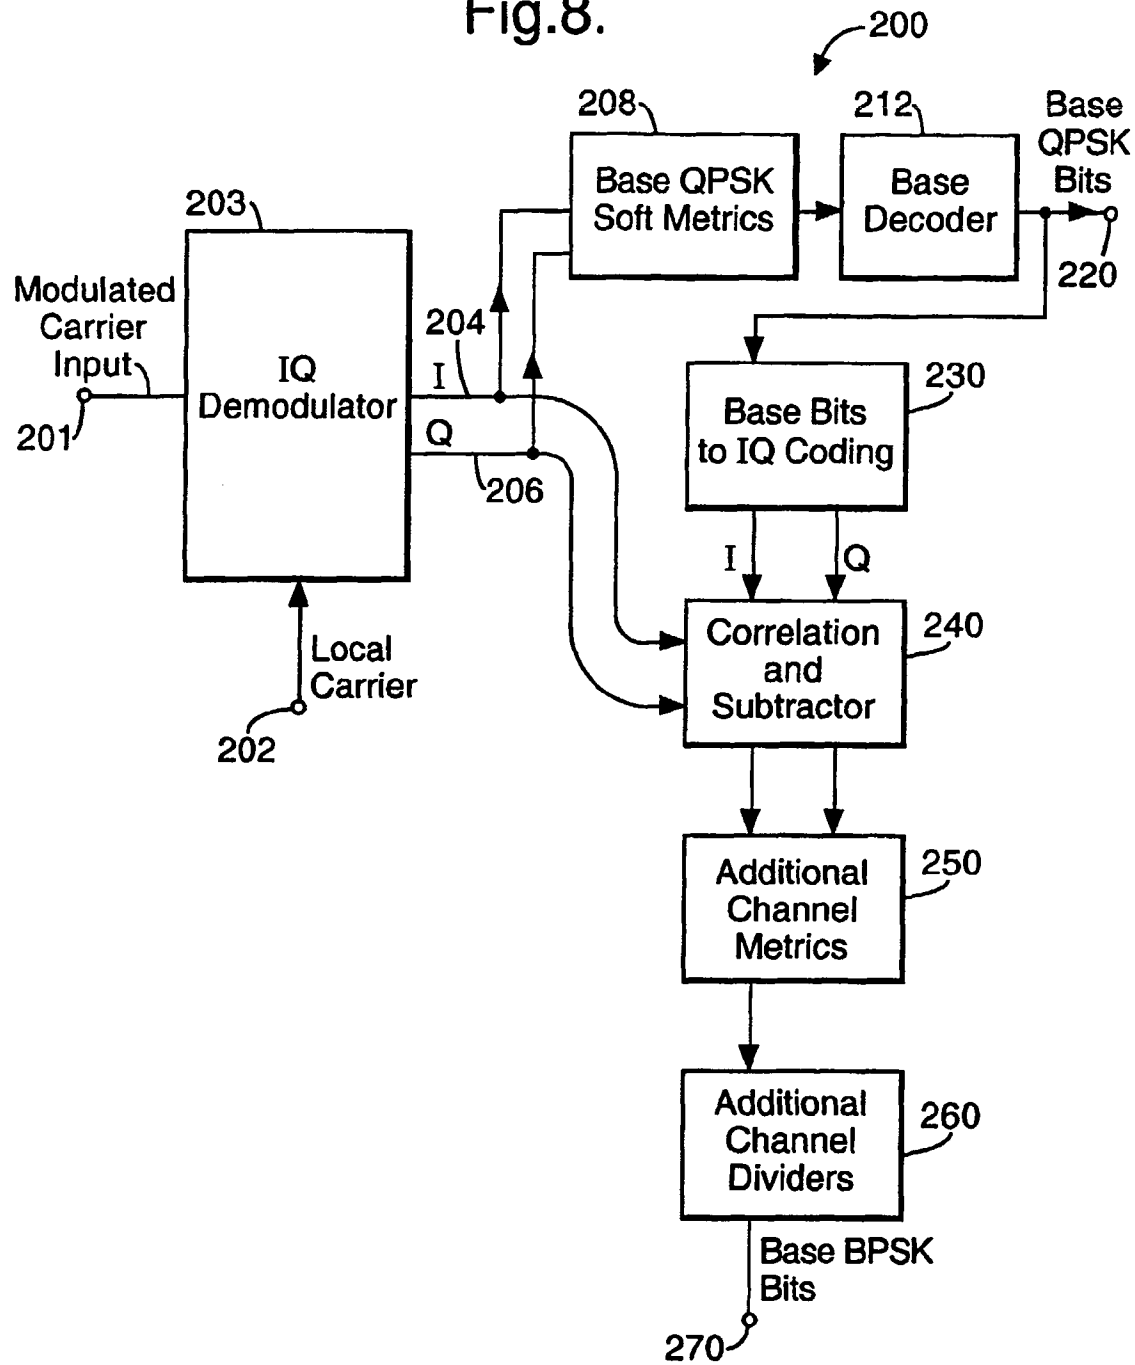 Fig.8.
200
208
212
Base
QPSK
Bits
Base QPSK
Soft Metrics
Base
Decoder
220
203
Modulated
Carrier
Input
201
IQ
Demodulator
204
I
Q
206
230
Base Bits
to IQ Coding
I
Q
Local
Carrier
202
Correlation
and
Subtractor
240
Additional
Channel
Metrics
250
Additional
Channel
Dividers
260
Base BPSK
Bits
270